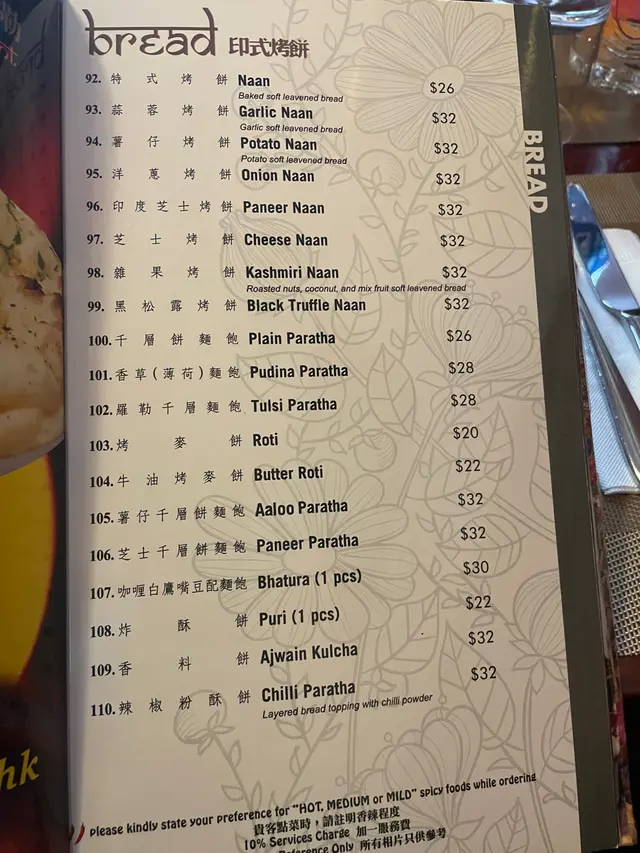 bread 印式烤餅
92. 特式烤餅 Naan $26
Baked soft leavened bread
93. 蒜蓉烤餅 Garlic Naan $32
Garlic soft leavened bread
94. 薯仔烤餅 Potato Naan $32
Potato soft leavened bread
95. 洋蔥烤餅 Onion Naan $32
96. 印度芝士烤餅 Paneer Naan $32
97. 芝士烤餅 Cheese Naan $32
98. 雜果烤餅 Kashmiri Naan $32
Roasted nuts, coconut, and mix fruit soft leavened bread
99. 黑松露烤餅 Black Truffle Naan $32
100. 千層餅麵飽 Plain Paratha $26
101. 香草(薄荷)麵飽 Pudina Paratha $28
102. 羅勒千層麵飽 Tulsi Paratha $28
103. 烤麥餅 Roti $20
104. 牛油烤麥餅 Butter Roti $22
105. 薯仔千層餅麵飽 Aaloo Paratha $32
106. 芝士千層餅麵飽 Paneer Paratha $32
107. 咖喱白鷹嘴豆配麵飽 Bhatura (1 pcs) $30
108. 炸酥餅 Puri (1 pcs) $22
109. 香料餅 Ajwain Kulcha $32
110. 辣椒粉酥餅 Chilli Paratha $32
Layered bread topping with chilli powder
BREAD
hk
please kindly state your preference for "HOT, MEDIUM or MILD" spicy foods while ordering
貴客點菜時，請註明香辣程度
10% Services Charge 加一服務費
Reference Only 所有相片只供參考